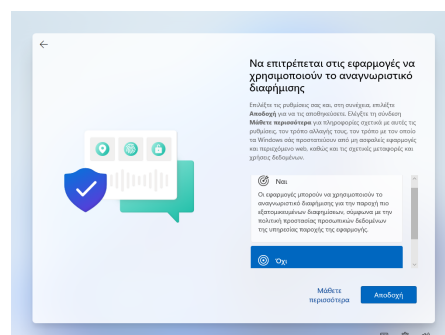 Να επιτρέπεται στις εφαρμογές να
χρησιμοποιούν το αναγνωριστικό
διαφήμισης
Επιλέξτε τις ρυθμίσεις σας και, στη συνέχεια, επιλέξτε
Αποδοχή για να τις αποθηκεύσετε. Ελέγξτε τη σύνδεση
Μάθετε περισσότερα για πληροφορίες σχετικά με αυτές τις
ρυθμίσεις, τον τρόπο αλλαγής τους, τον τρόπο με τον οποίο
τα Windows σάς προστατεύουν από μη ασφαλείς εφαρμογές
και περιεχόμενο web, καθώς και τις σχετικές μεταφορές και
χρήσεις δεδομένων.
Ναι
Οι εφαρμογές μπορούν να χρησιμοποιούν το
αναγνωριστικό διαφήμισης για την παροχή πιο
εξατομικευμένων διαφημίσεων, σύμφωνα με την
πολιτική προστασίας προσωπικών δεδομένων
της υπηρεσίας παροχής της εφαρμογής.
Όχι
Μάθετε
περισσότερα
Αποδοχή